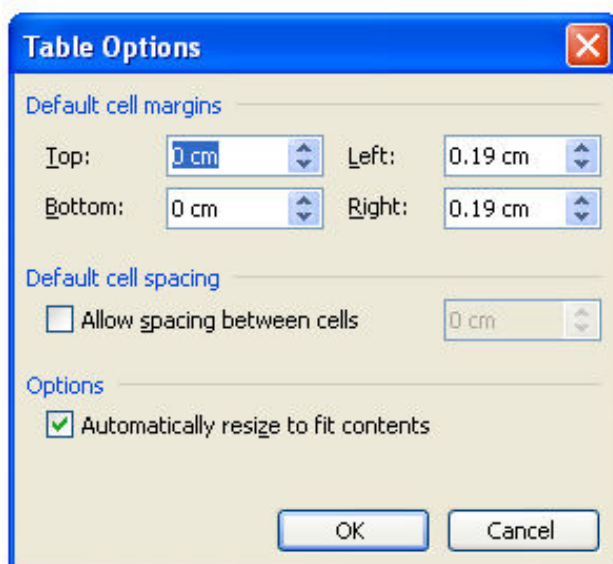 Table Options
Default cell margins
Top: 0 cm Left: 0.19 cm
Bottom: 0 cm Right: 0.19 cm
Default cell spacing
Allow spacing between cells 0 cm
Options
Automatically resize to fit contents
OK Cancel